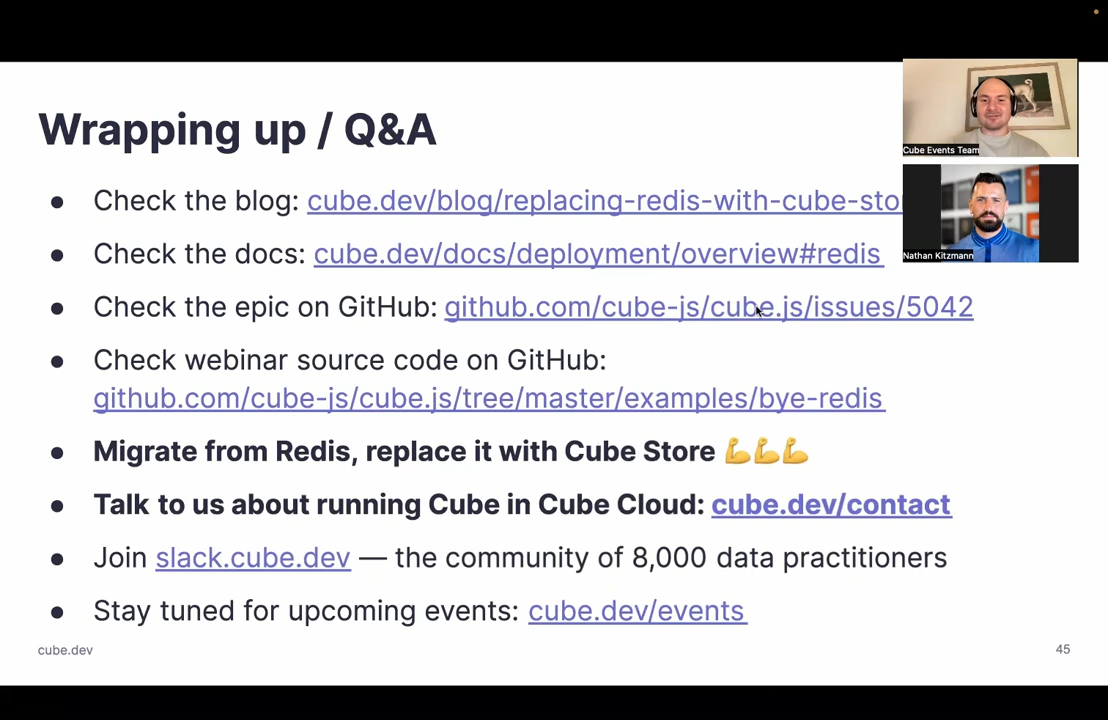 Wrapping up / Q&A
● Check the blog: cube.dev/blog/replacing-redis-with-cube-sto
● Check the docs: cube.dev/docs/deployment/overview#redis
● Check the epic on GitHub: github.com/cube-js/cube.js/issues/5042
● Check webinar source code on GitHub:
github.com/cube-js/cube.js/tree/master/examples/bye-redis
● Migrate from Redis, replace it with Cube Store 💪💪💪
● Talk to us about running Cube in Cube Cloud: cube.dev/contact
● Join slack.cube.dev — the community of 8,000 data practitioners
● Stay tuned for upcoming events: cube.dev/events
cube.dev
45
Cube Events Team
Nathan Kitzmann